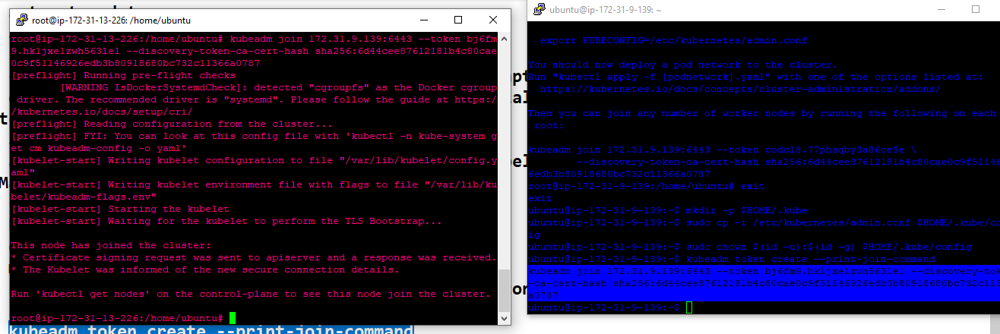 root@ip-172-31-13-226: /home/ubuntu
root@ip-172-31-13-226:/home/ubuntu# kubeadm join 172.31.9.139:6443 --token bj6fm
9.hkljxe1zwh563lel --discovery-token-ca-cert-hash sha256:6d44cee87612181b4c80cae
0c9f51146926edb3b80918680bc732c11366a0787
[preflight] Running pre-flight checks
[WARNING IsDockerSystemdCheck]: detected "cgroupfs" as the Docker cgroup
driver. The recommended driver is "systemd". Please follow the guide at https:/
/kubernetes.io/docs/setup/cri/
[preflight] Reading configuration from the cluster...
[preflight] FYI: You can look at this config file with 'kubectl -n kube-system g
et cm kubeadm-config -o yaml'
[kubelet-start] Writing kubelet configuration to file "/var/lib/kubelet/config.y
aml"
[kubelet-start] Writing kubelet environment file with flags to file "/var/lib/ku
belet/kubeadm-flags.env"
[kubelet-start] Starting the kubelet
[kubelet-start] Waiting for the kubelet to perform the TLS Bootstrap...
This node has joined the cluster:
* Certificate signing request was sent to apiserver and a response was received.
* The Kubelet was informed of the new secure connection details.
Run 'kubectl get nodes' on the control-plane to see this node join the cluster.
root@ip-172-31-13-226:/home/ubuntu#
kubeadm token create --print-join-command
ubuntu@ip-172-31-9-139: ~
export KUBECONFIG=/etc/kubernetes/admin.conf
You should now deploy a pod network to the cluster.
Run "kubectl apply -f [podnetwork].yaml" with one of the options listed at:
https://kubernetes.io/docs/concepts/cluster-administration/addons/
Then you can join any number of worker nodes by running the following on each
root:
kubeadm join 172.31.9.139:6443 --token codc18.77phsqby3a86oe9e \
--discovery-token-ca-cert-hash sha256:6d44cee87612181b4c80cae0c9f5114
6edb3b80918680bc732c11366a0787
root@ip-172-31-9-139:/home/ubuntu# exit
exit
ubuntu@ip-172-31-9-139:~$ mkdir -p $HOME/.kube
ubuntu@ip-172-31-9-139:~$ sudo cp -i /etc/kubernetes/admin.conf $HOME/.kube/co
ig
ubuntu@ip-172-31-9-139:~$ sudo chown $(id -u):$(id -g) $HOME/.kube/config
ubuntu@ip-172-31-9-139:~$ kubeadm token create --print-join-command
kubeadm join 172.31.9.139:6443 --token bj6fm9.hkljxe1zwh563lel --discovery-to
-ca-cert-hash sha256:6d44cee87612181b4c80cae0c9f51146926edb3b80918680bc732c113
a0787
ubuntu@ip-172-31-9-139:~$